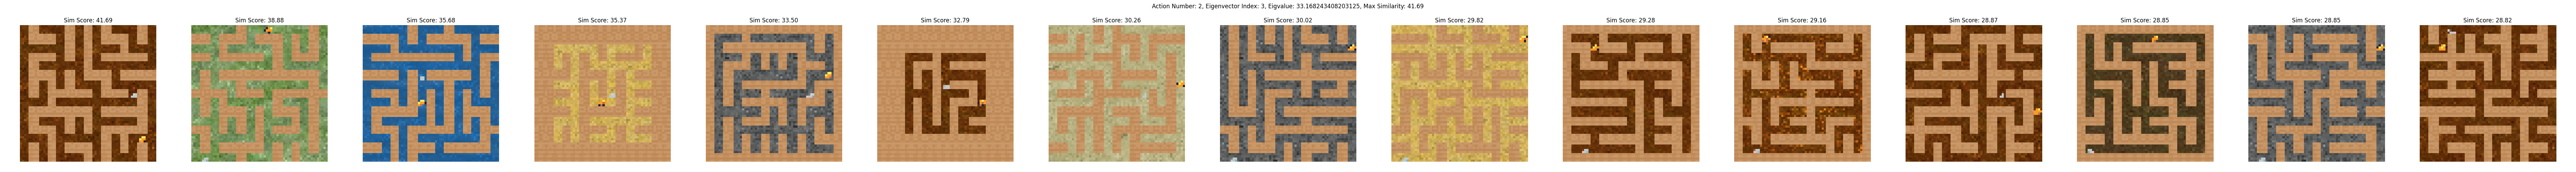 Action Number: 2, Eigenvector Index: 3, Eigvalue: 33.168243408203125, Max Similarity: 41.69
Sim Score: 41.69
Sim Score: 38.88
Sim Score: 35.68
Sim Score: 35.37
Sim Score: 33.50
Sim Score: 32.79
Sim Score: 30.26
Sim Score: 30.02
Sim Score: 29.82
Sim Score: 29.28
Sim Score: 29.16
Sim Score: 28.87
Sim Score: 28.85
Sim Score: 28.85
Sim Score: 28.82